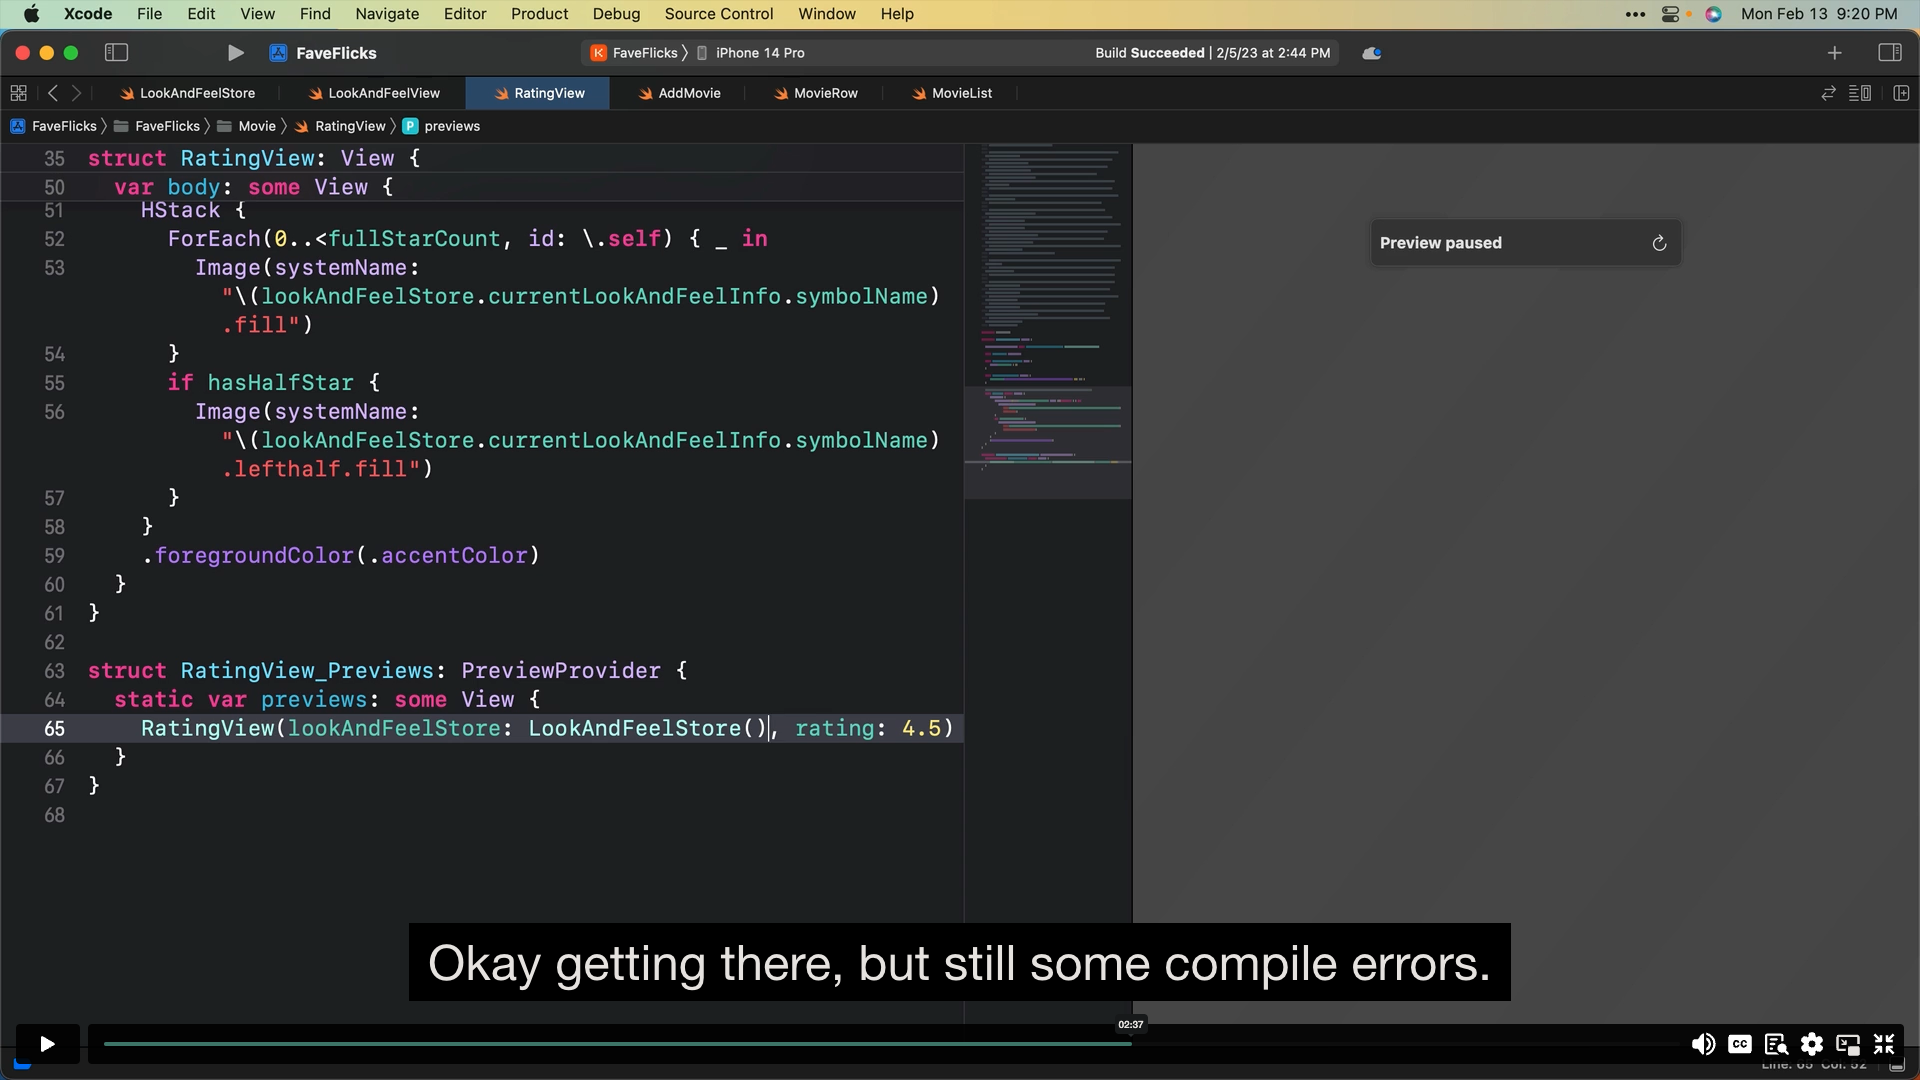 Xcode File Edit View Find Navigate Editor Product Debug Source Control Window Help Mon Feb 13 9:20 PM
FaveFlicks FaveFlicks iPhone 14 Pro Build Succeeded | 2/5/23 at 2:44 PM
LookAndFeelStore LookAndFeelView RatingView AddMovie MovieRow MovieList
FaveFlicks FaveFlicks Movie RatingView P previews
35 struct RatingView: View {
50 var body: some View {
51 HStack {
52 ForEach(0..<fullStarCount, id: \.self) { _ in
53 Image(systemName:
"\(lookAndFeelStore.currentLookAndFeelInfo.symbolName)
.fill")
54 }
55 if hasHalfStar {
56 Image(systemName:
"\(lookAndFeelStore.currentLookAndFeelInfo.symbolName)
.lefthalf.fill")
57 }
58 }
59 .foregroundColor(.accentColor)
60 }
61 }
62
63 struct RatingView_Previews: PreviewProvider {
64 static var previews: some View {
65 RatingView(lookAndFeelStore: LookAndFeelStore(), rating: 4.5)
66 }
67 }
68
Preview paused
Okay getting there, but still some compile errors.
02:37
CC
Line: 65 Col: 52